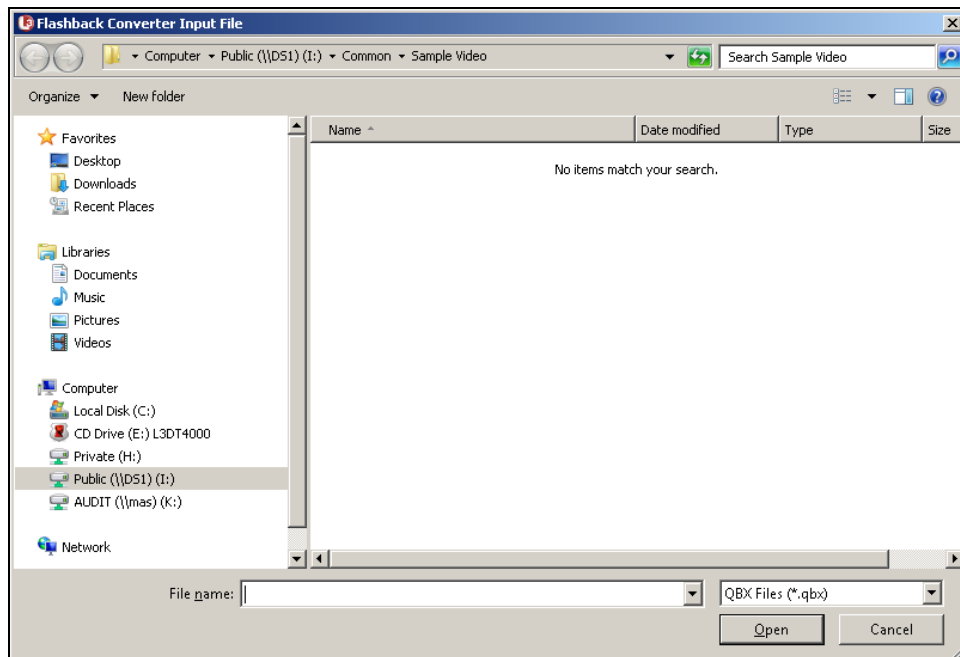 Flashback Converter Input File
Computer Public (\\DS1) (I:) Common Sample Video
Search Sample Video
Organize New folder
Name Date modified Type Size
No items match your search.
Favorites
Desktop
Downloads
Recent Places
Libraries
Documents
Music
Pictures
Videos
Computer
Local Disk (C:)
CD Drive (E:) L3DT4000
Private (H:)
Public (\\DS1) (I:)
AUDIT (\\mas) (K:)
Network
File name:
QBX Files (*.qbx)
Open Cancel